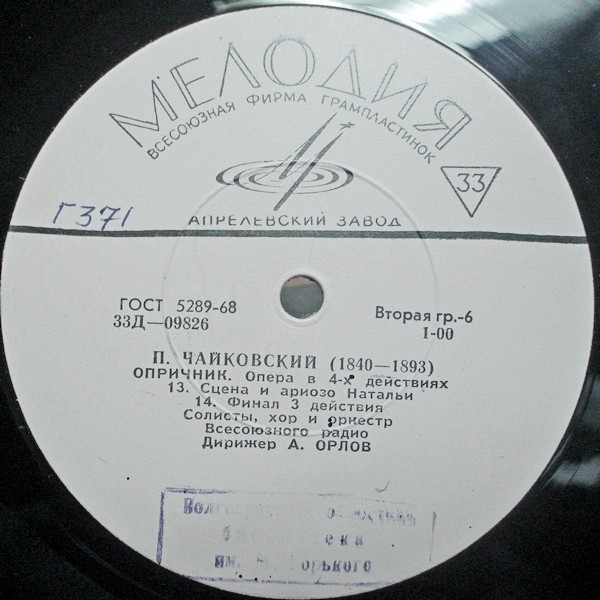 МЕЛОДИЯ
ВСЕСОЮЗНАЯ ФИРМА ГРАМПЛАСТИНОК
33
Г371
АПРЕЛЕВСКИЙ ЗАВОД
ГОСТ 5289-68
33Д—09826
Вторая гр.-6
1-00
П. ЧАЙКОВСКИЙ (1840—1893)
ОПРИЧНИК. Опера в 4-х действиях
13. Сцена и ариозо Натальи
14. Финал 3 действия
Солисты, хор и оркестр
Всесоюзного радио
Дирижер А. ОРЛОВ
им.